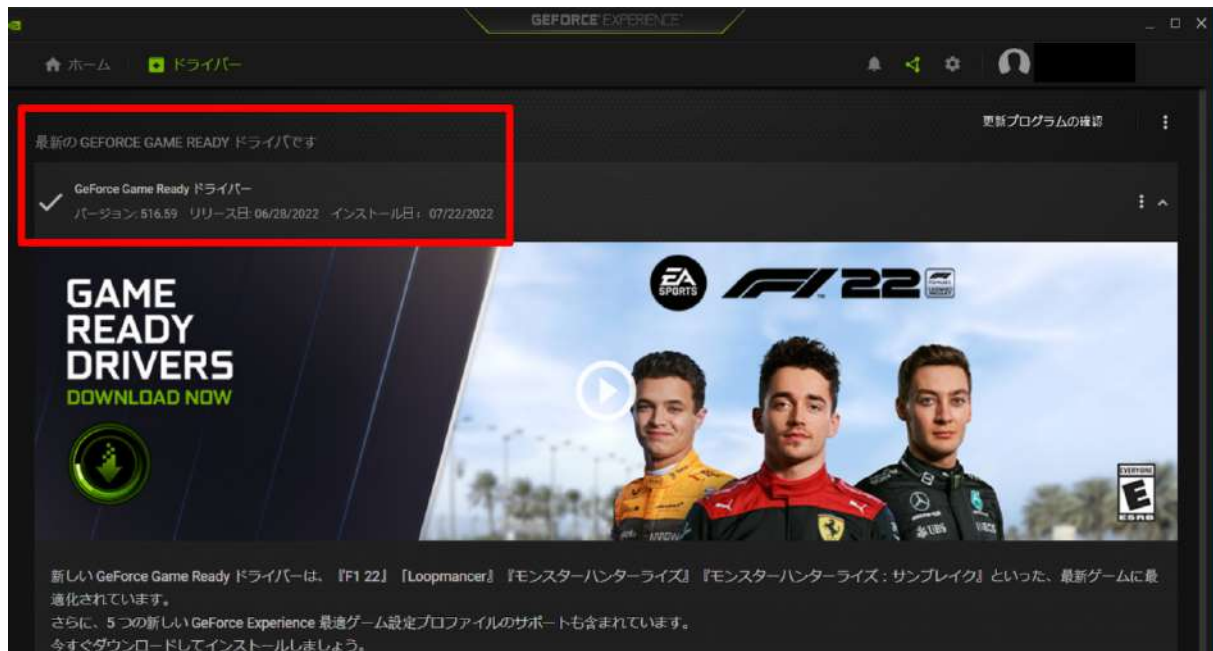 GEFORCE EXPERIENCE
ホーム
ドライバー
更新プログラムの確認
最新の GEFORCE GAME READY ドライバです
GeForce Game Ready ドライバー
バージョン: 516.59 リリース日: 06/28/2022 インストール日: 07/22/2022
GAME
READY
DRIVERS
DOWNLOAD NOW
EA
SPORTS
F1 22
EVERYONE
E
ESRB
新しい GeForce Game Ready ドライバーは、『F1 22』『Loopmancer』『モンスターハンターライズ』『モンスターハンターライズ：サンブレイク』といった、最新ゲームに最
適化されています。
さらに、5 つの新しい GeForce Experience 最適ゲーム設定プロファイルのサポートも含まれています。
今すぐダウンロードしてインストールしましょう。